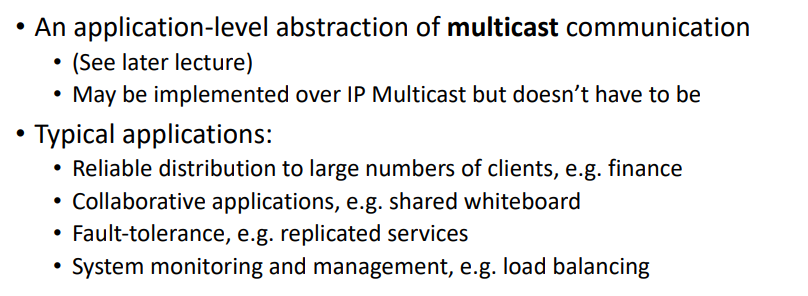 • An application-level abstraction of multicast communication
• (See later lecture)
• May be implemented over IP Multicast but doesn’t have to be
• Typical applications:
• Reliable distribution to large numbers of clients, e.g. finance
• Collaborative applications, e.g. shared whiteboard
• Fault-tolerance, e.g. replicated services
• System monitoring and management, e.g. load balancing